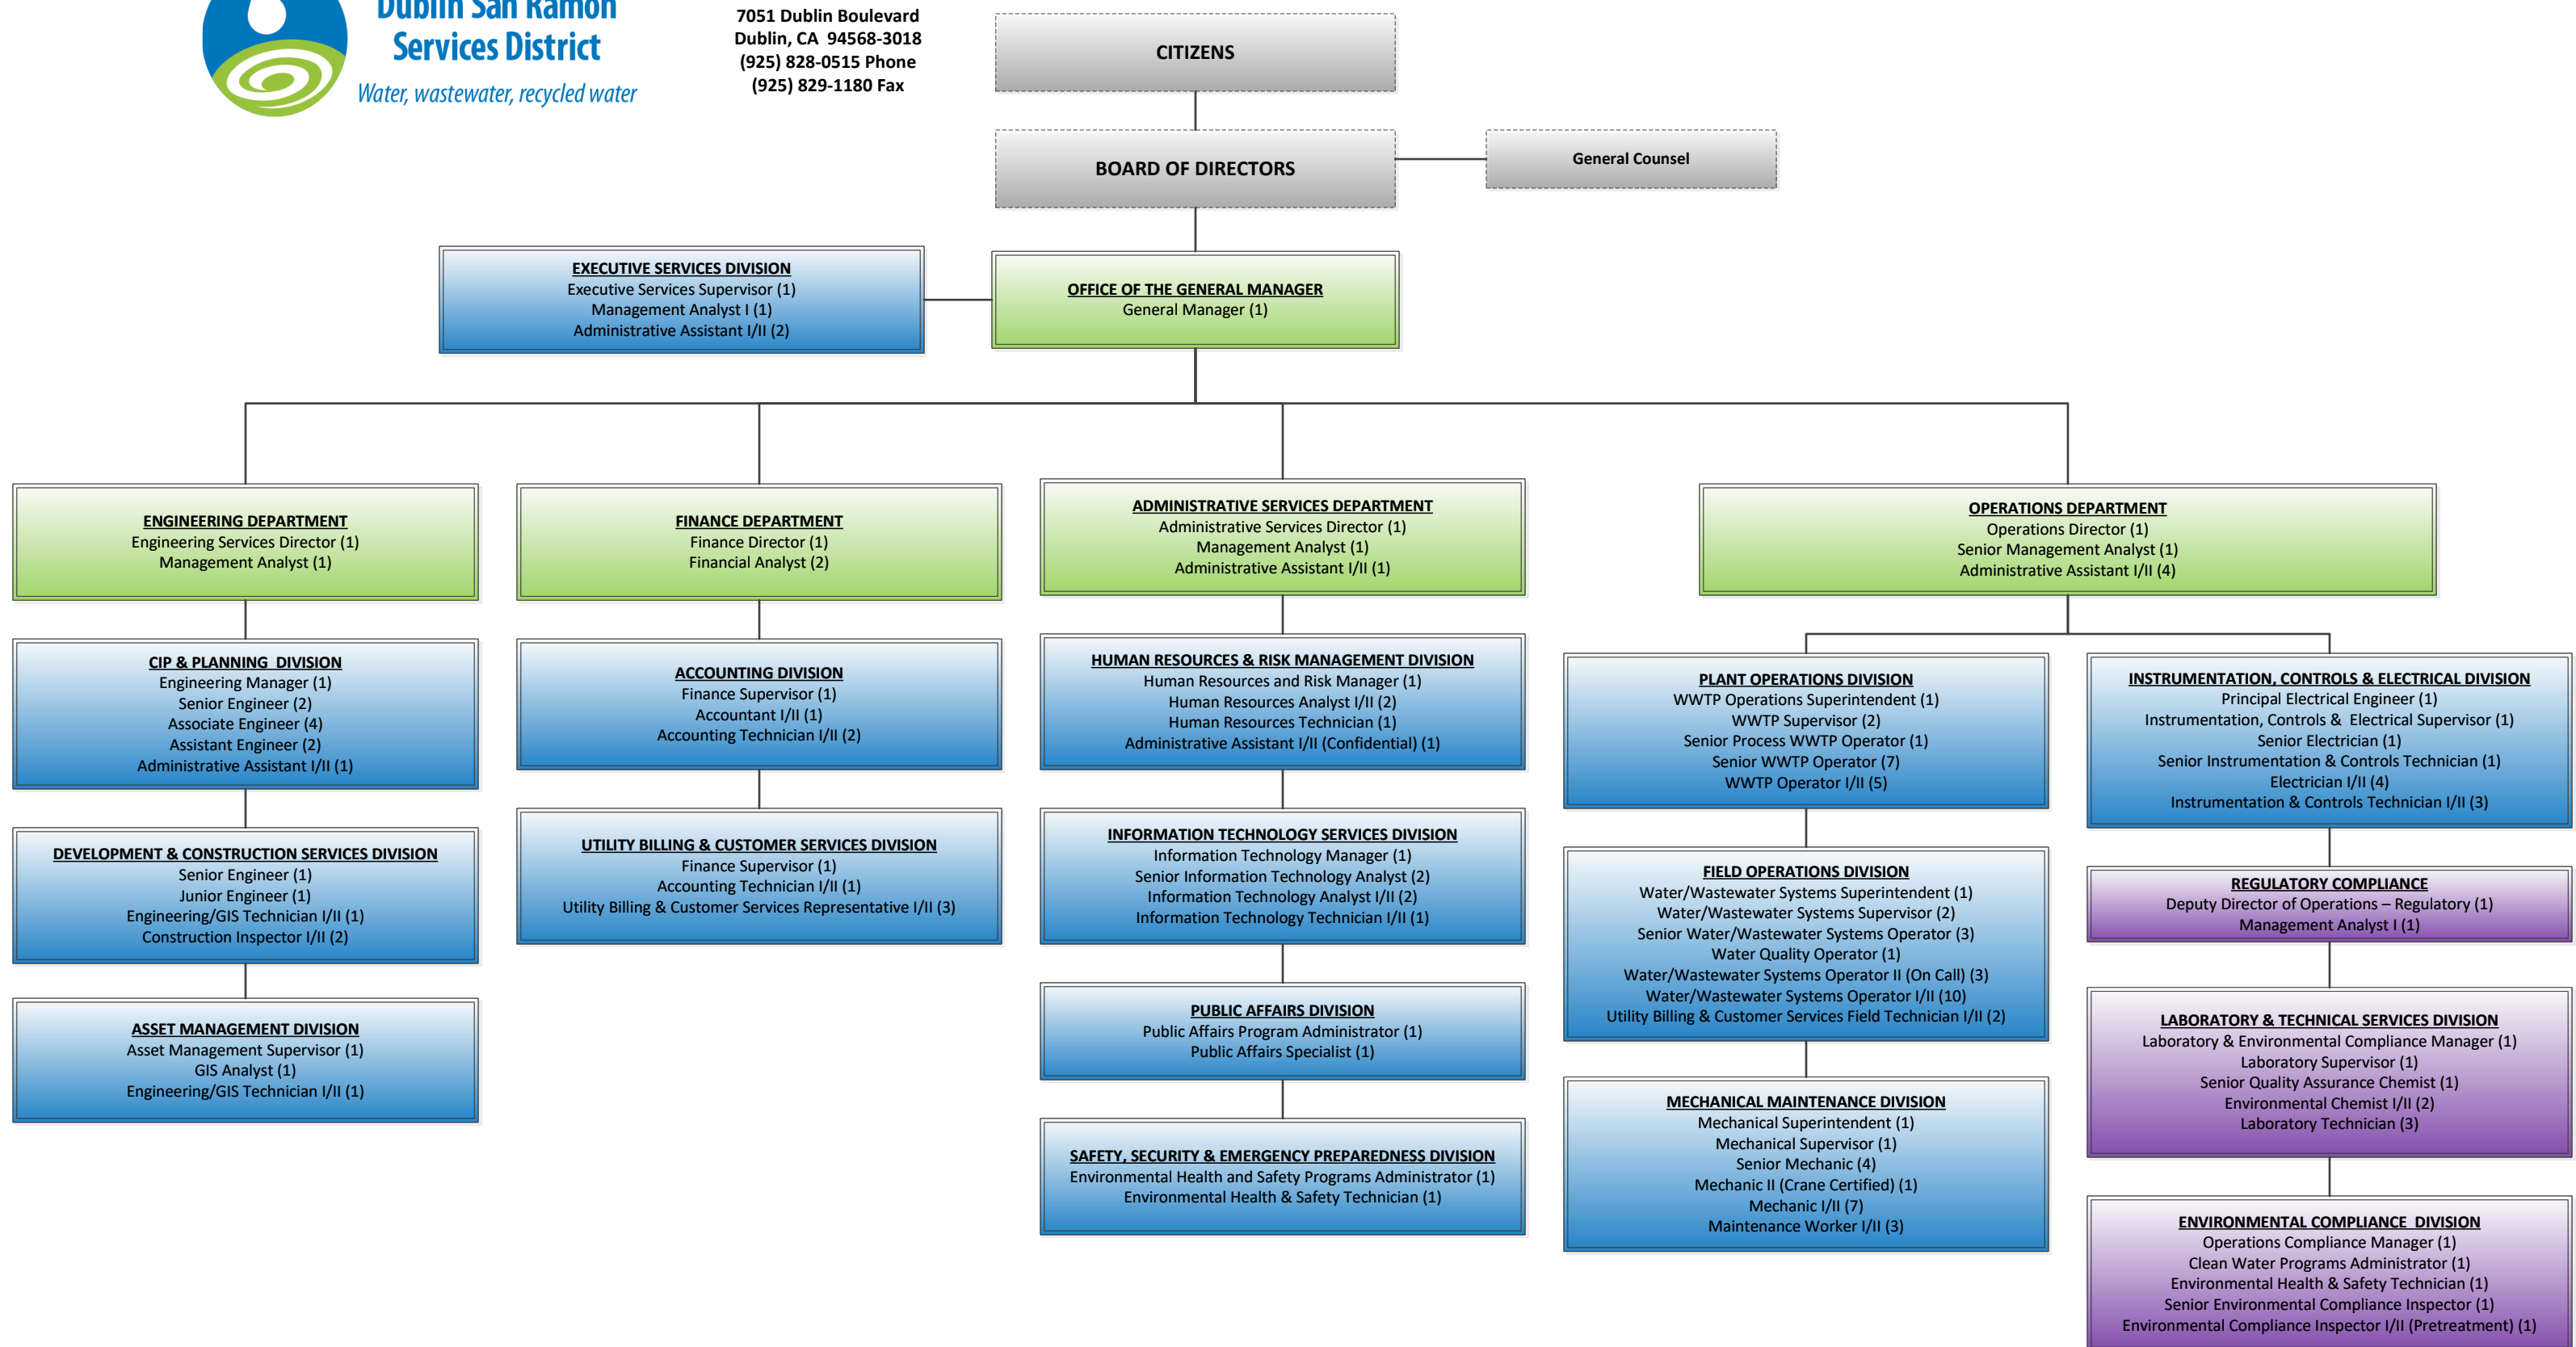 Dublin San Ramon
Services District
Water, wastewater, recycled water
7051 Dublin Boulevard
Dublin, CA  94568-3018
(925) 828-0515 Phone
(925) 829-1180 Fax
CITIZENS
BOARD OF DIRECTORS
General Counsel
EXECUTIVE SERVICES DIVISION
Executive Services Supervisor (1)
Management Analyst I (1)
Administrative Assistant I/II (2)
OFFICE OF THE GENERAL MANAGER
General Manager (1)
ENGINEERING DEPARTMENT
Engineering Services Director (1)
Management Analyst (1)
CIP & PLANNING  DIVISION
Engineering Manager (1)
Senior Engineer (2)
Associate Engineer (4)
Assistant Engineer (2)
Administrative Assistant I/II (1)
DEVELOPMENT & CONSTRUCTION SERVICES DIVISION
Senior Engineer (1)
Junior Engineer (1)
Engineering/GIS Technician I/II (1)
Construction Inspector I/II (2)
ASSET MANAGEMENT DIVISION
Asset Management Supervisor (1)
GIS Analyst (1)
Engineering/GIS Technician I/II (1)
FINANCE DEPARTMENT
Finance Director (1)
Financial Analyst (2)
ACCOUNTING DIVISION
Finance Supervisor (1)
Accountant I/II (1)
Accounting Technician I/II (2)
UTILITY BILLING & CUSTOMER SERVICES DIVISION
Finance Supervisor (1)
Accounting Technician I/II (1)
Utility Billing & Customer Services Representative I/II (3)
ADMINISTRATIVE SERVICES DEPARTMENT
Administrative Services Director (1)
Management Analyst (1)
Administrative Assistant I/II (1)
HUMAN RESOURCES & RISK MANAGEMENT DIVISION
Human Resources and Risk Manager (1)
Human Resources Analyst I/II (2)
Human Resources Technician (1)
Administrative Assistant I/II (Confidential) (1)
INFORMATION TECHNOLOGY SERVICES DIVISION
Information Technology Manager (1)
Senior Information Technology Analyst (2)
Information Technology Analyst I/II (2)
Information Technology Technician I/II (1)
PUBLIC AFFAIRS DIVISION
Public Affairs Program Administrator (1)
Public Affairs Specialist (1)
SAFETY, SECURITY & EMERGENCY PREPAREDNESS DIVISION
Environmental Health and Safety Programs Administrator (1)
Environmental Health & Safety Technician (1)
OPERATIONS DEPARTMENT
Operations Director (1)
Senior Management Analyst (1)
Administrative Assistant I/II (4)
PLANT OPERATIONS DIVISION
WWTP Operations Superintendent (1)
WWTP Supervisor (2)
Senior Process WWTP Operator (1)
Senior WWTP Operator (7)
WWTP Operator I/II (5)
FIELD OPERATIONS DIVISION
Water/Wastewater Systems Superintendent (1)
Water/Wastewater Systems Supervisor (2)
Senior Water/Wastewater Systems Operator (3)
Water Quality Operator (1)
Water/Wastewater Systems Operator II (On Call) (3)
Water/Wastewater Systems Operator I/II (10)
Utility Billing & Customer Services Field Technician I/II (2)
MECHANICAL MAINTENANCE DIVISION
Mechanical Superintendent (1)
Mechanical Supervisor (1)
Senior Mechanic (4)
Mechanic II (Crane Certified) (1)
Mechanic I/II (7)
Maintenance Worker I/II (3)
INSTRUMENTATION, CONTROLS & ELECTRICAL DIVISION
Principal Electrical Engineer (1)
Instrumentation, Controls &  Electrical Supervisor (1)
Senior Electrician (1)
Senior Instrumentation & Controls Technician (1)
Electrician I/II (4)
Instrumentation & Controls Technician I/II (3)
REGULATORY COMPLIANCE
Deputy Director of Operations – Regulatory (1)
Management Analyst I (1)
LABORATORY & TECHNICAL SERVICES DIVISION
Laboratory & Environmental Compliance Manager (1)
Laboratory Supervisor (1)
Senior Quality Assurance Chemist (1)
Environmental Chemist I/II (2)
Laboratory Technician (3)
ENVIRONMENTAL COMPLIANCE  DIVISION
Operations Compliance Manager (1)
Clean Water Programs Administrator (1)
Environmental Health & Safety Technician (1)
Senior Environmental Compliance Inspector (1)
Environmental Compliance Inspector I/II (Pretreatment) (1)